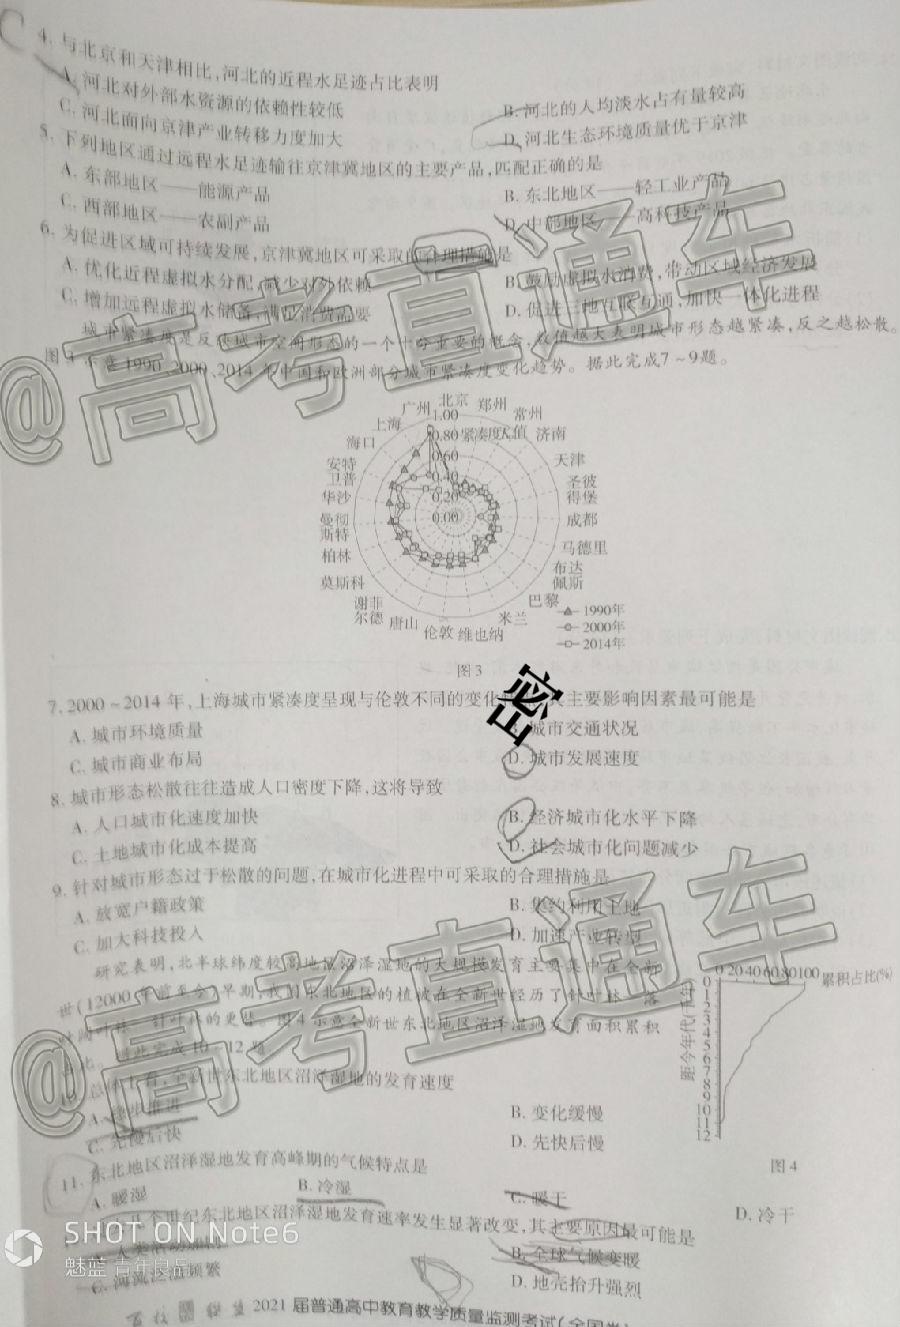 4. 与北京和天津相比,河北的近程水足迹占比表明
A. 河北对外部水资源的依赖性较低
B. 河北的人均淡水占有量较高
C. 河北面向京津产业转移力度加大
D. 河北生态环境质量优于京津
5. 下列地区通过远程水足迹输往京津冀地区的主要产品,匹配正确的是
A. 东部地区——能源产品
B. 东北地区——轻工业产品
C. 西部地区——农副产品
D. 中部地区——高科技产品
6. 为促进区域可持续发展,京津冀地区可采取的合理措施是
A. 优化近程虚拟水分配,减少对外依赖
B. 鼓励虚拟水消费,带动区域经济发展
C. 增加远程虚拟水储备,满足消费需要
D. 促进三地互联互通,加快一体化进程
城市紧凑度是反映城市空间形态的一个十分重要的概念,数值越大表明城市形态越紧凑,反之越松散。
示意1990、2000、2014年中国和欧洲部分城市紧凑度变化趋势。据此完成7~9题。
北京 郑州 常州 济南 天津 圣彼得堡 成都 马德里 布达佩斯 巴黎 米兰 维也纳 伦敦 唐山 谢菲尔德 莫斯科 柏林 曼彻斯特 华沙 安特卫普 海口 上海 广州
1.00
0.80 紧凑度
0.60
0.40
0.20
0.00
1990年
2000年
2014年
图3
7. 2000~2014年,上海城市紧凑度呈现与伦敦不同的变化 其主要影响因素最可能是
A. 城市环境质量
城市交通状况
C. 城市商业布局
D. 城市发展速度
8. 城市形态松散往往造成人口密度下降,这将导致
A. 人口城市化速度加快
B. 经济城市化水平下降
C. 土地城市化成本提高
D. 社会城市化问题减少
9. 针对城市形态过于松散的问题,在城市化进程中可采取的合理措施是
A. 放宽户籍政策
B. 集约利用土地
C. 加大科技投入
D. 加速产业转型
研究表明,北半球纬度较高地区沼泽湿地的大规模发育主要集中在全新
世(12000年前至今)早期,我国东北地区的植被在全新世经历了针叶林—落
叶阔叶林—针叶林的更替。图4示意全新世东北地区沼泽湿地发育面积累积
占比。据此完成10~12题。
总体上看,全新世东北地区沼泽湿地的发育速度
A. 稳步推进
B. 变化缓慢
C. 先慢后快
D. 先快后慢
0 20 40 60 80 100 累积占比(%)
距今年代(千年)
0
1
2
3
4
5
6
7
8
9
10
11
12
图4
11. 东北地区沼泽湿地发育高峰期的气候特点是
A. 暖湿
B. 冷湿
C. 暖干
D. 冷干
个世纪东北地区沼泽湿地发育速率发生显著改变,其主要原因最可能是
人类活动加剧
B. 全球气候变暖
C. 河流泛滥频繁
D. 地壳抬升强烈
2021届普通高中教育教学质量监测考试(全国卷)
密
@高考直通车
@高考直通车
SHOT ON Note6
魅蓝 青年良品